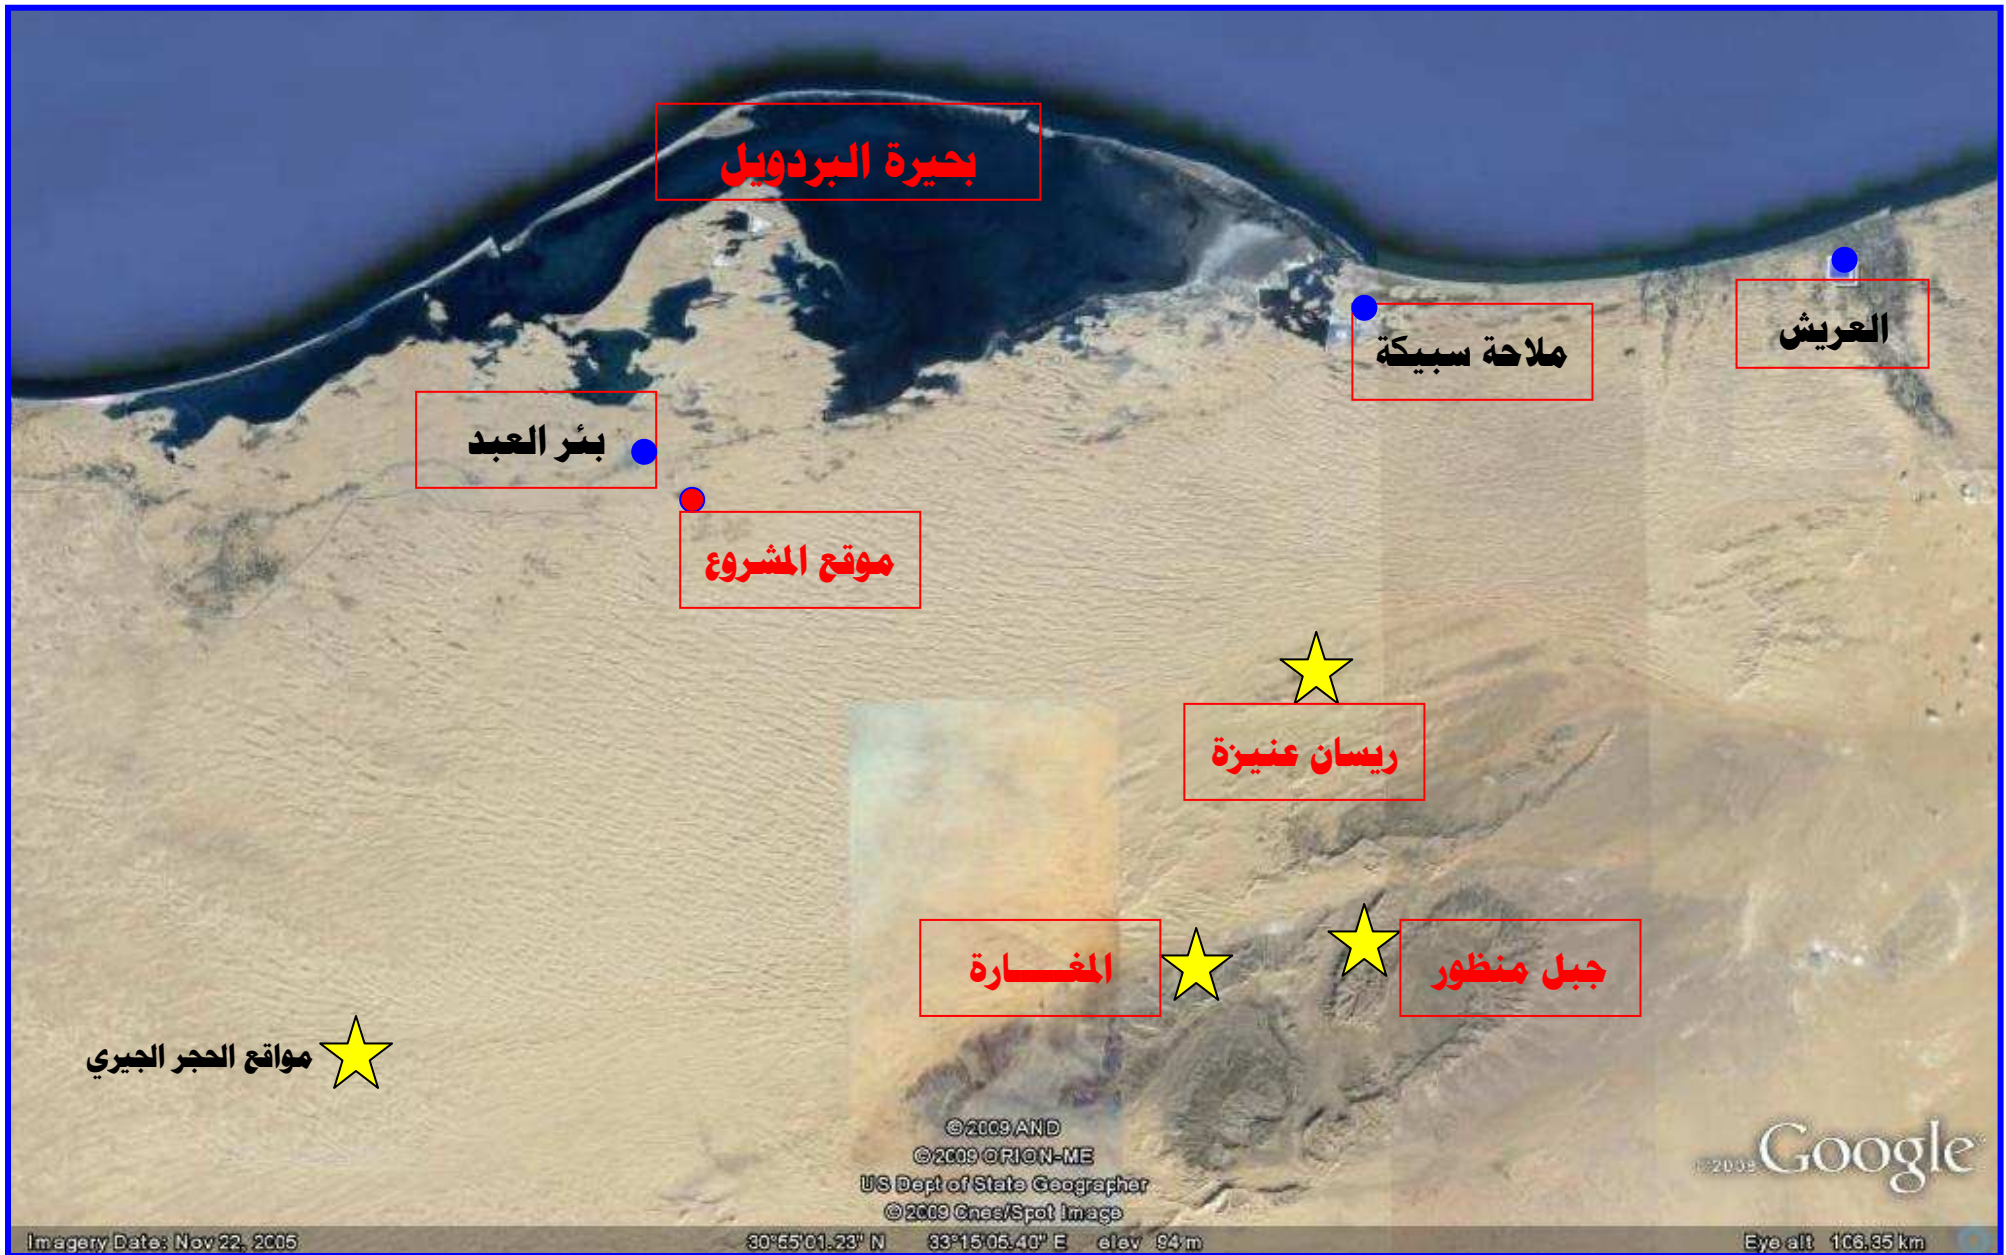 بحيرة البردويل
العريش
ملاحة سبيكة
بئر العبد
موقع المشروع
ريسان عنيزة
جبل منظور
المغـــارة
مواقع الحجر الجيري
©2009 AND
©2009 ORION-ME
US Dept of State Geographer
©2009 Cnes/Spot Image
©2009 Google
Imagery Date: Nov 22, 2005
30°55'01.23" N 33°15'05.40" E elev 94 m
Eye alt 106.35 km